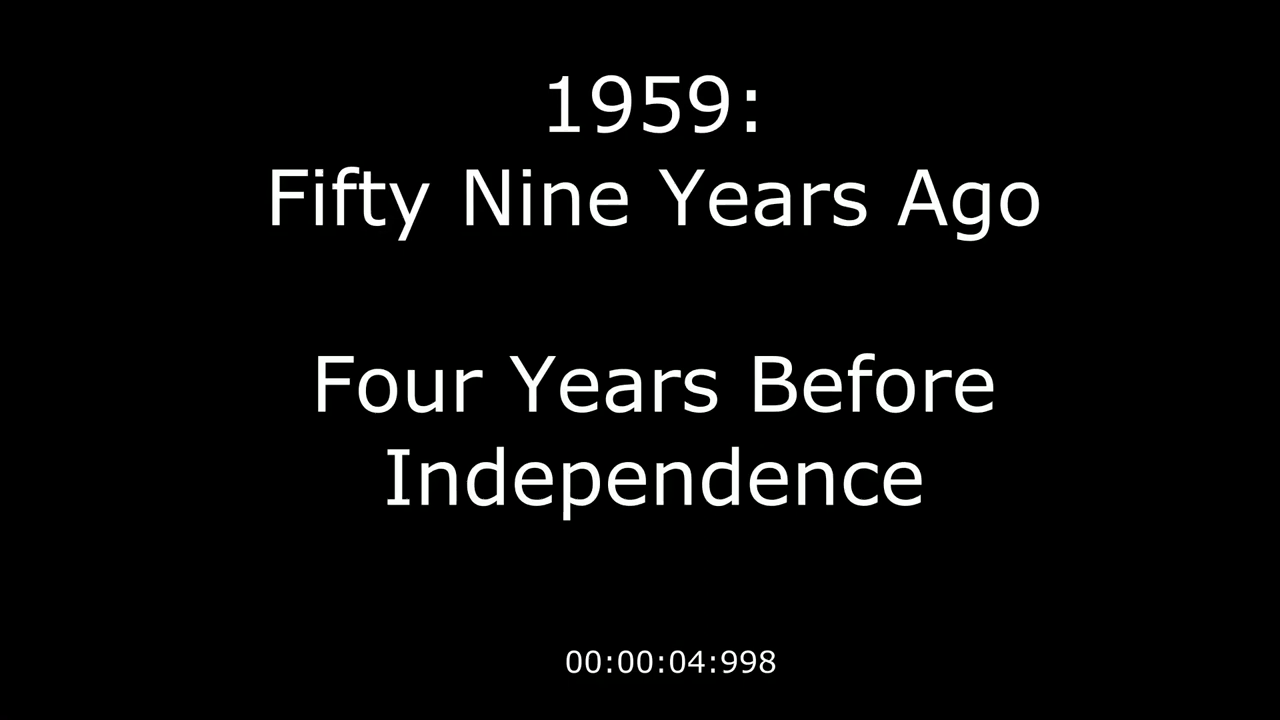 1959:
Fifty Nine Years Ago
Four Years Before
Independence
00:00:04:998